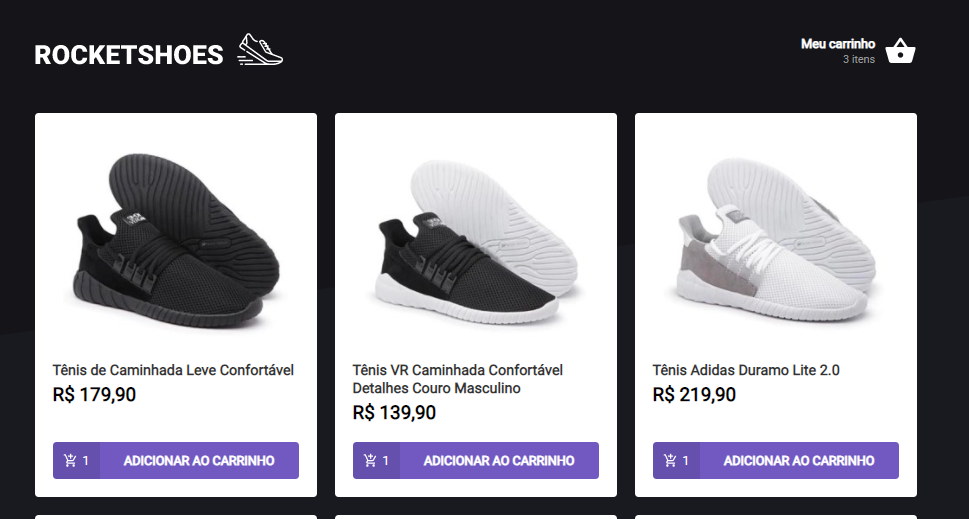 ROCKETSHOES
Meu carrinho
3 itens
Tênis de Caminhada Leve Confortável
R$ 179,90
1 ADICIONAR AO CARRINHO
Tênis VR Caminhada Confortável
Detalhes Couro Masculino
R$ 139,90
1 ADICIONAR AO CARRINHO
Tênis Adidas Duramo Lite 2.0
R$ 219,90
1 ADICIONAR AO CARRINHO